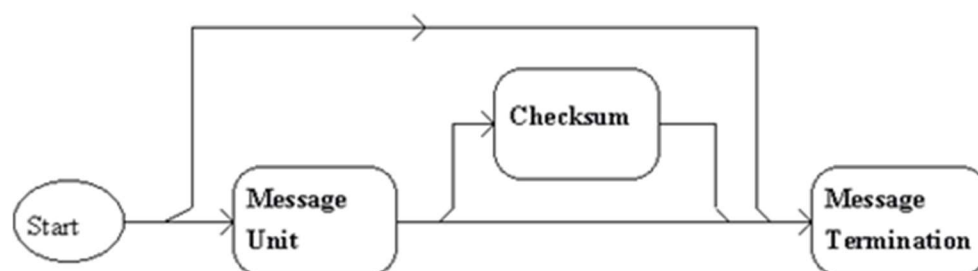 Checksum
Start
Message
Unit
Message
Termination